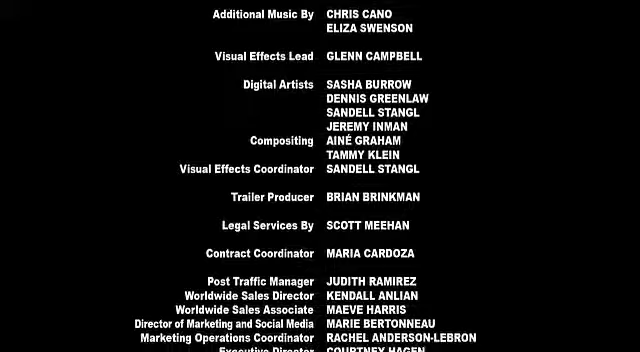 Additional Music By CHRIS CANO
ELIZA SWENSON
Visual Effects Lead GLENN CAMPBELL
Digital Artists SASHA BURROW
DENNIS GREENLAW
SANDELL STANGL
JEREMY INMAN
Compositing AINÉ GRAHAM
TAMMY KLEIN
Visual Effects Coordinator SANDELL STANGL
Trailer Producer BRIAN BRINKMAN
Legal Services By SCOTT MEEHAN
Contract Coordinator MARIA CARDOZA
Post Traffic Manager JUDITH RAMIREZ
Worldwide Sales Director KENDALL ANLIAN
Worldwide Sales Associate MAEVE HARRIS
Director of Marketing and Social Media MARIE BERTONNEAU
Marketing Operations Coordinator RACHEL ANDERSON-LEBRON
Executive Director COURTNEY HAGEN